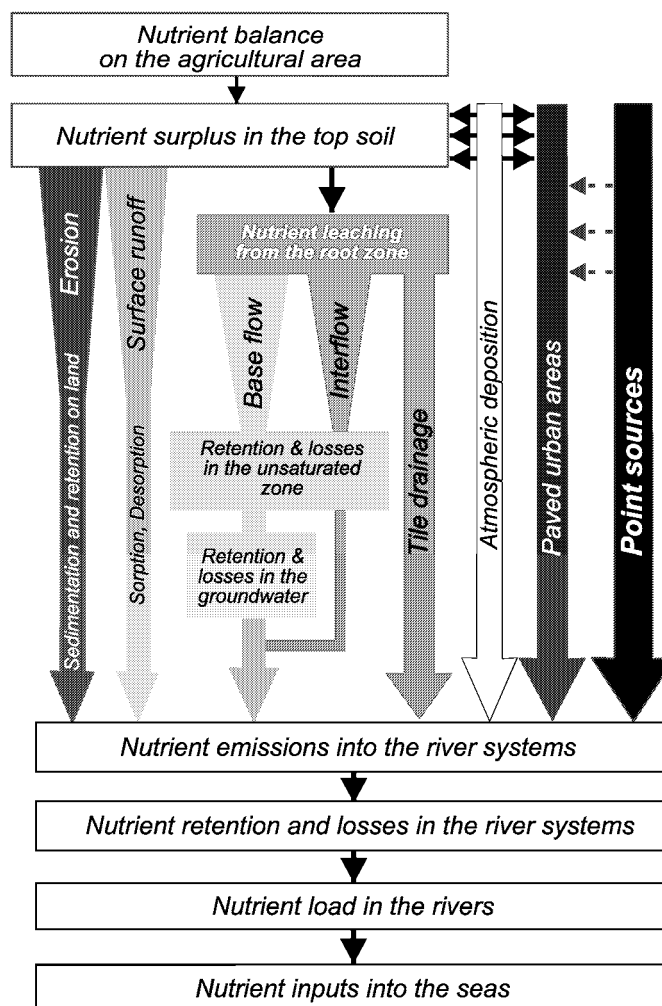 Nutrient balance
on the agricultural area
Nutrient surplus in the top soil
Nutrient leaching
from the root zone
Erosion
Sedimentation and retention on land
Surface runoff
Sorption, Desorption
Base flow
Interflow
Retention & losses
in the unsaturated
zone
Retention &
losses in the
groundwater
Tile drainage
Atmospheric deposition
Paved urban areas
Point sources
Nutrient emissions into the river systems
Nutrient retention and losses in the river systems
Nutrient load in the rivers
Nutrient inputs into the seas